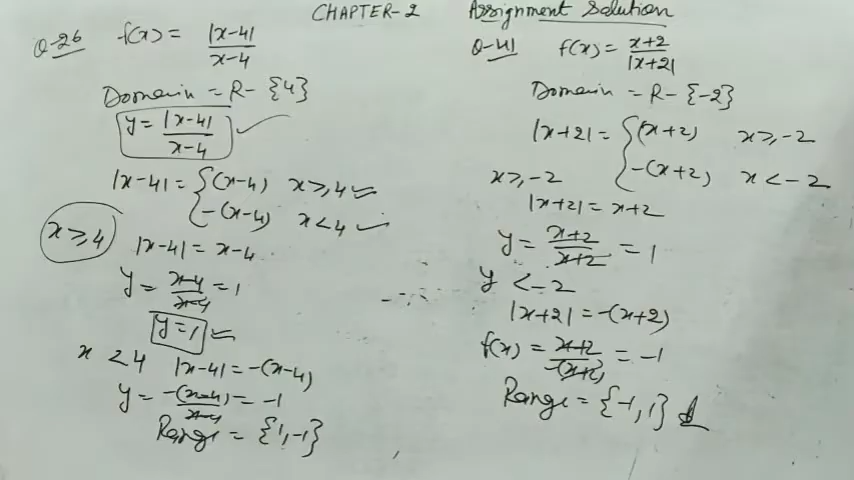 CHAPTER-2 Assignment Solution
Q-26 f(x) = |x-4| / x-4
Domain = R - {4}
y = |x-4| / x-4
|x-4| = { (x-4) x ≥ 4
-(x-4) x < 4
x ≥ 4
|x-4| = x-4
y = x-4 / x-4 = 1
y = 1
x < 4 |x-4| = -(x-4)
y = -(x-4) / x-4 = -1
Range = {1, -1}
Q-41 f(x) = x+2 / |x+2|
Domain = R - {-2}
|x+2| = { (x+2) x ≥ -2
-(x+2) x < -2
x ≥ -2
|x+2| = x+2
y = x+2 / x+2 = 1
y < -2
|x+2| = -(x+2)
f(x) = x+2 / -(x+2) = -1
Range = {-1, 1}